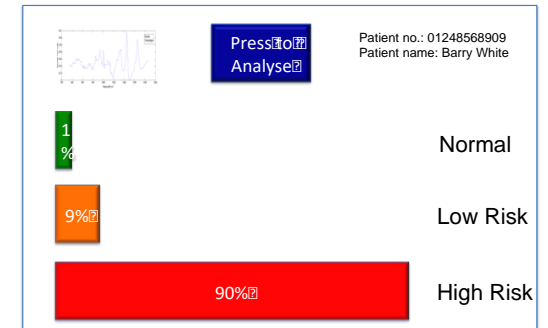 Press to
Analyse
Patient no.: 01248568909
Patient name: Barry White
1
%
Normal
9%
Low Risk
90%
High Risk